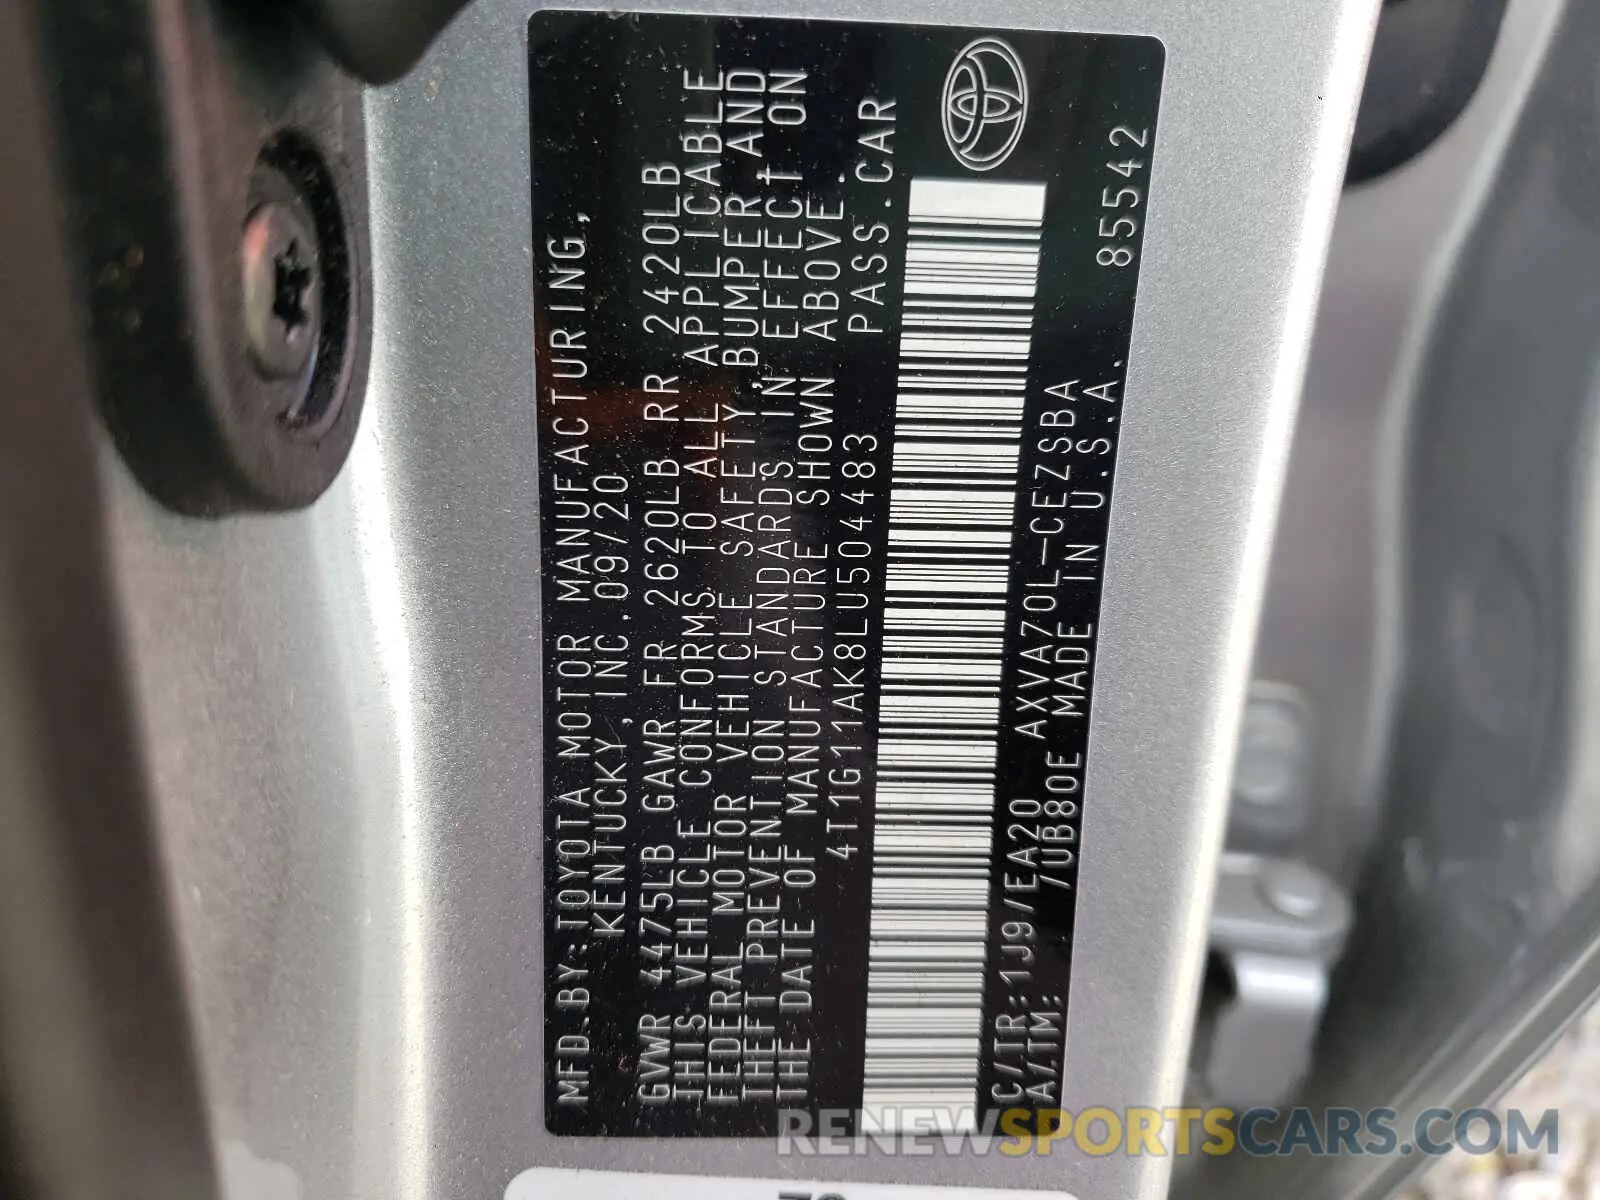 MFD.BY:TOYOTA MOTOR MANUFACTURING,
KENTUCKY, INC. 09/20
GVWR 4475LB GAWR FR 2620LB RR 2420LB
THIS VEHICLE CONFORMS TO ALL APPLICABLE
FEDERAL MOTOR VEHICLE SAFETY, BUMPER, AND
THEFT PREVENTION STANDARDS IN EFFECT ON
THE DATE OF MANUFACTURE SHOWN ABOVE.
4T1G11AK8LU504483 PASS.CAR
C/TR:1J9/EA20 AXVA70L-CEZSBA
A/TM: /UB80E MADE IN U.S.A.
85542
RENEWSPORTSCARS.COM